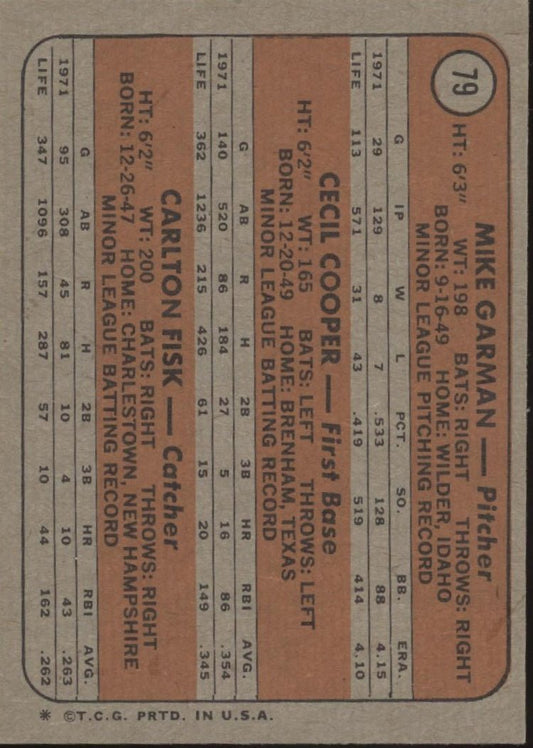 79
MIKE GARMAN — Pitcher
HT: 6'3" WT: 198 BATS: RIGHT THROWS: RIGHT
BORN: 9-16-49 HOME: WILDER, IDAHO
MINOR LEAGUE PITCHING RECORD
G IP W L PCT. SO. BB. ERA.
1971 29 129 8 7 .533 128 88 4.15
LIFE 113 571 31 43 .419 519 414 4.10
CECIL COOPER — First Base
HT: 6'2" WT: 165 BATS: LEFT THROWS: LEFT
BORN: 12-20-49 HOME: BRENHAM, TEXAS
MINOR LEAGUE BATTING RECORD
G AB R H 2B 3B HR RBI AVG.
1971 140 520 86 184 27 5 16 86 .354
LIFE 362 1236 215 426 61 15 20 149 .345
CARLTON FISK — Catcher
HT: 6'2" WT: 200 BATS: RIGHT THROWS: RIGHT
BORN: 12-26-47 HOME: CHARLESTOWN, NEW HAMPSHIRE
MINOR LEAGUE BATTING RECORD
G AB R H 2B 3B HR RBI AVG.
1971 95 308 45 81 10 4 10 43 .263
LIFE 347 1096 157 287 57 10 44 162 .262
* ©T.C.G. PRTD. IN U.S.A.